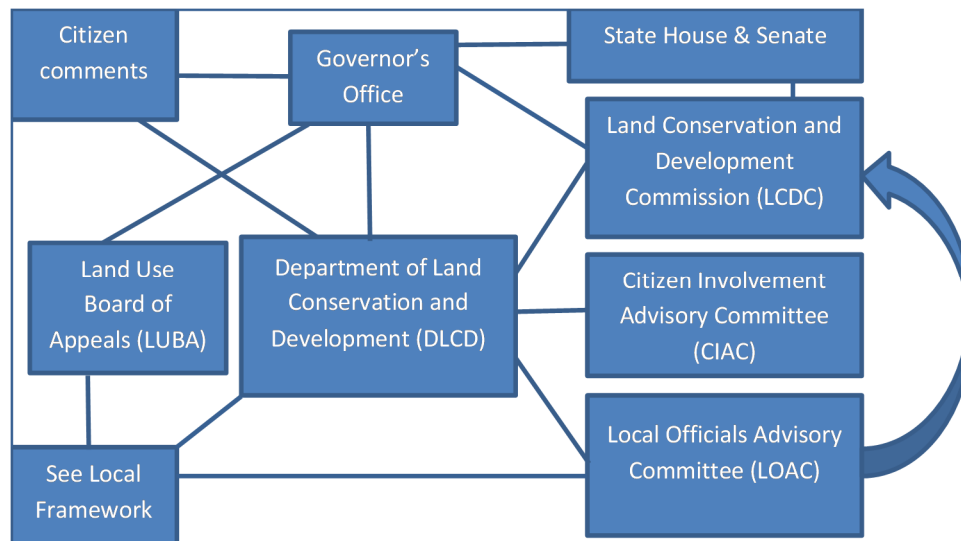 Citizen
comments
Governor's
Office
State House & Senate
Land Conservation and
Development
Commission (LCDC)
Land Use
Board of
Appeals (LUBA)
Department of Land
Conservation and
Development (DLCD)
Citizen Involvement
Advisory Committee
(CIAC)
See Local
Framework
Local Officials Advisory
Committee (LOAC)